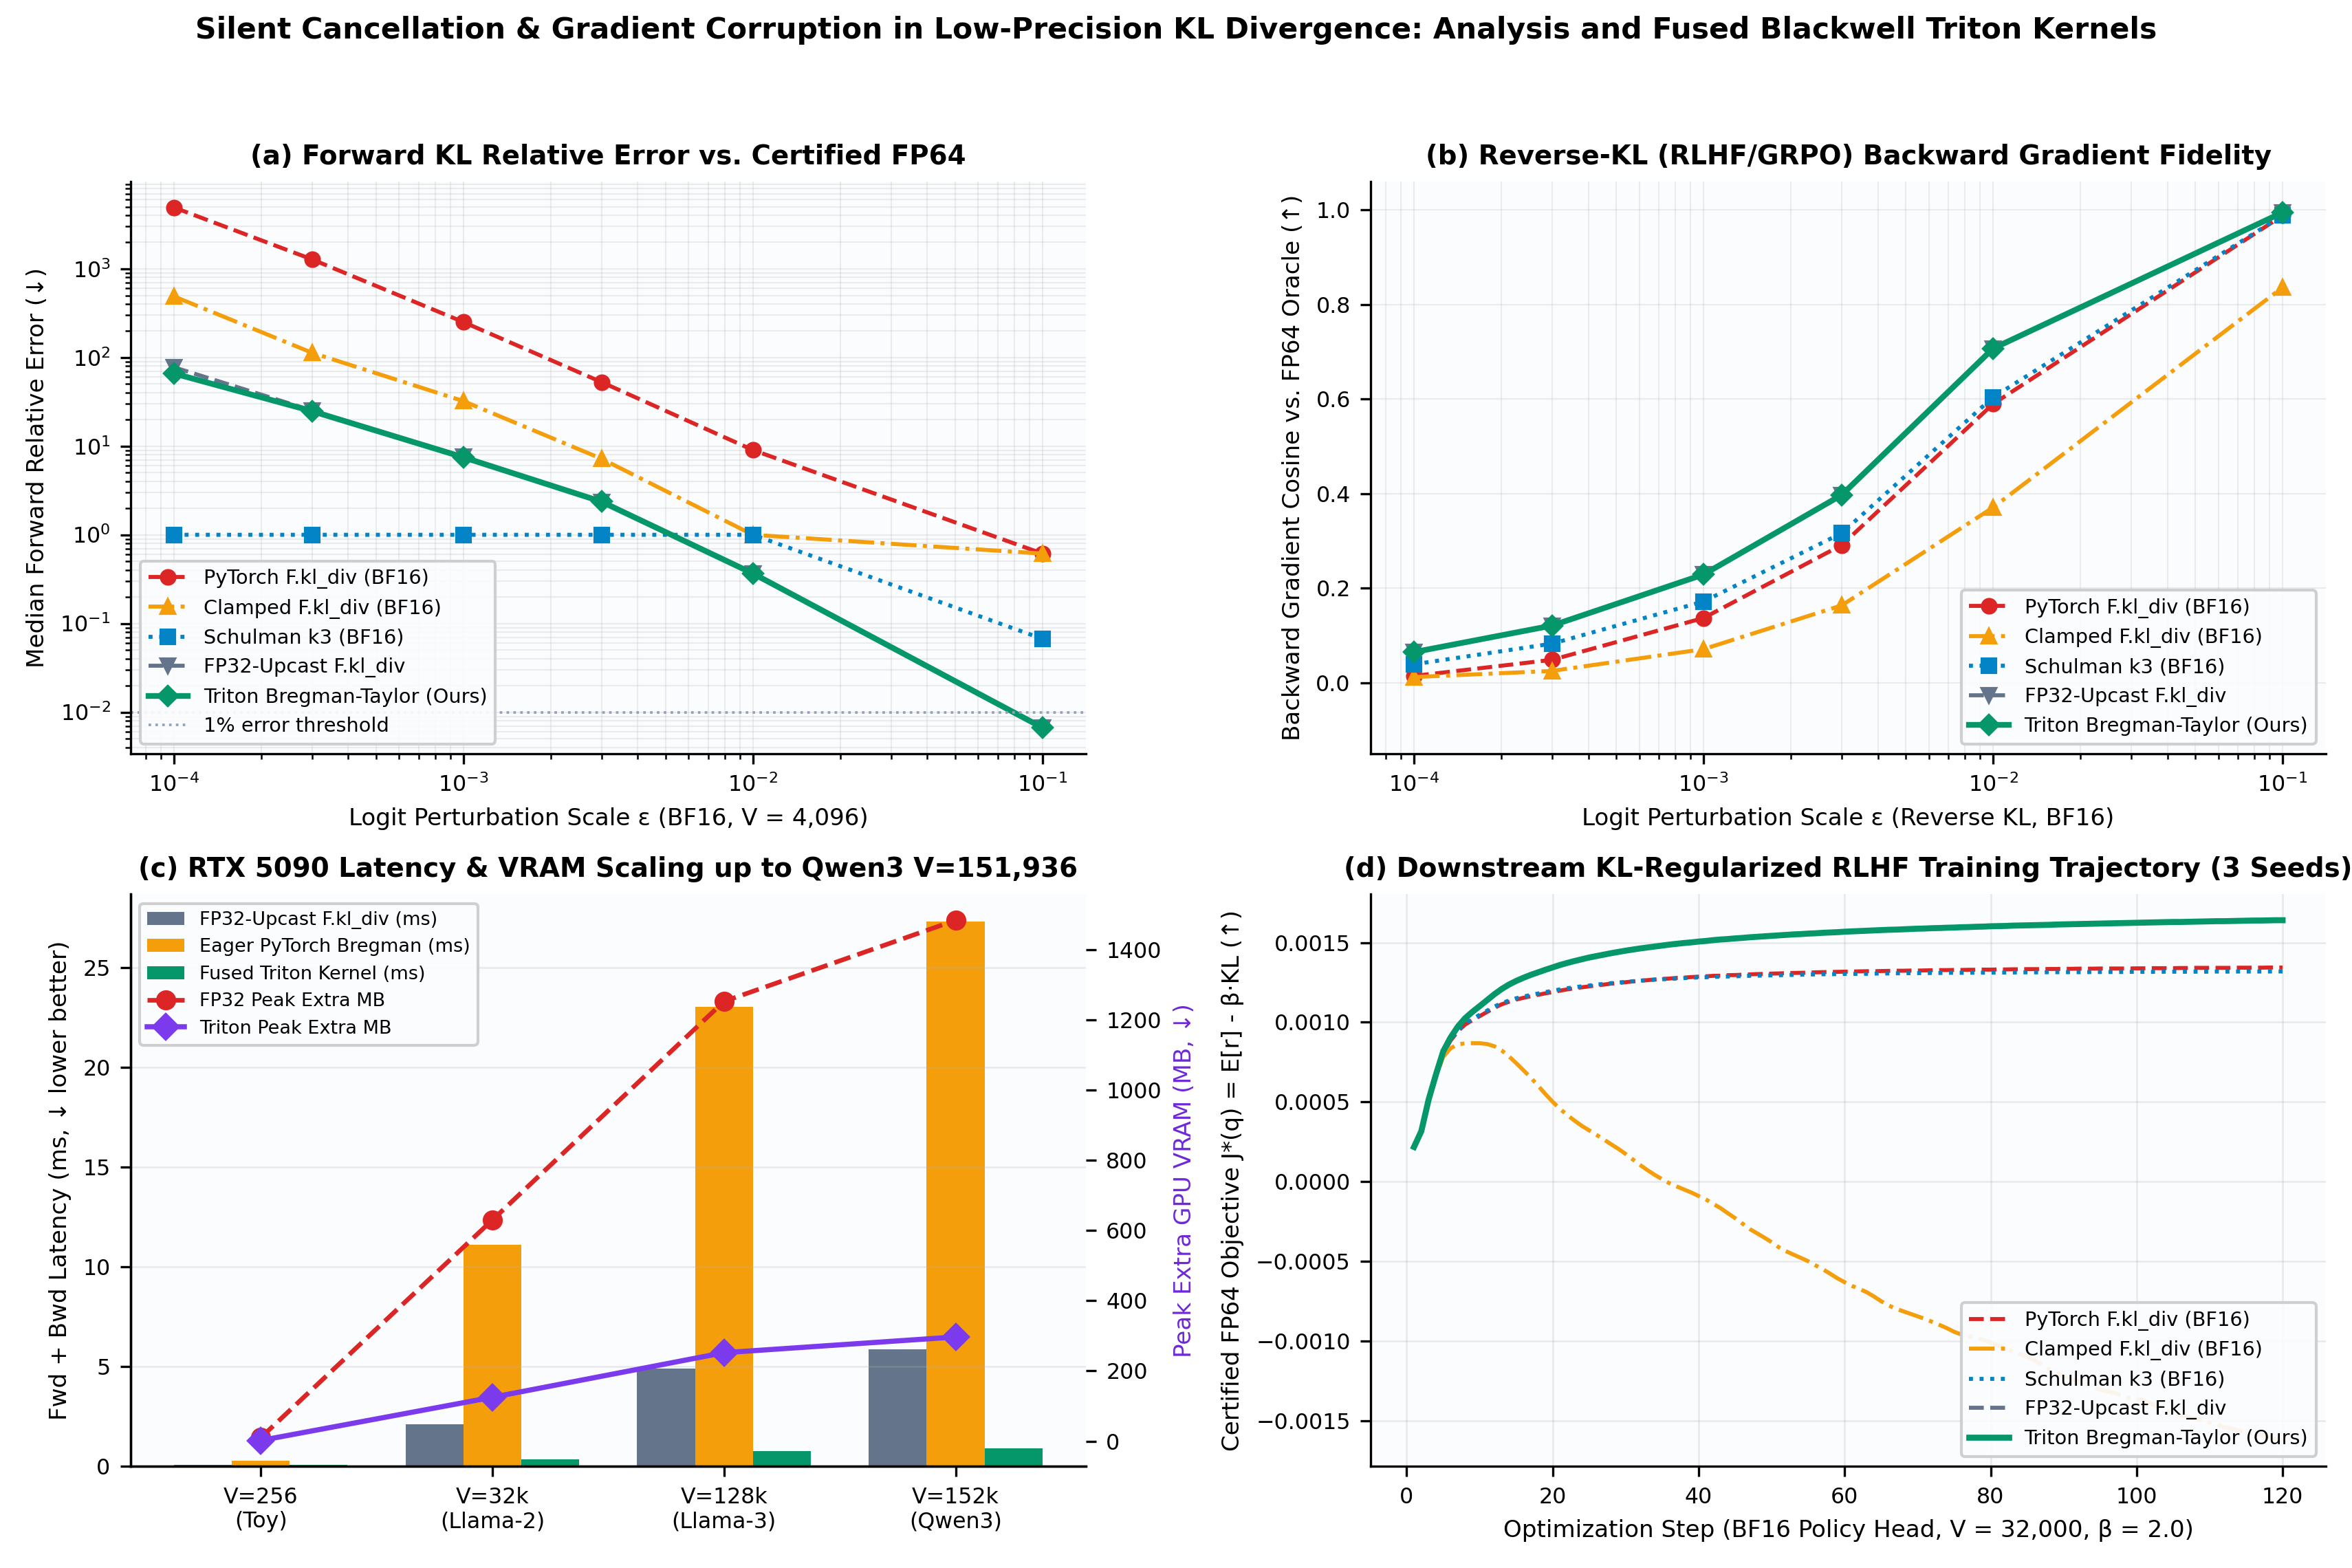 Silent Cancellation & Gradient Corruption in Low-Precision KL Divergence: Analysis and Fused Blackwell Triton Kernels
(a) Forward KL Relative Error vs. Certified FP64
Median Forward Relative Error (↓)
10³
10²
10¹
10⁰
10⁻¹
10⁻²
PyTorch F.kl_div (BF16)
Clamped F.kl_div (BF16)
Schulman k3 (BF16)
FP32-Upcast F.kl_div
Triton Bregman-Taylor (Ours)
1% error threshold
10⁻⁴ 10⁻³ 10⁻² 10⁻¹
Logit Perturbation Scale ε (BF16, V = 4,096)
(b) Reverse-KL (RLHF/GRPO) Backward Gradient Fidelity
Backward Gradient Cosine vs. FP64 Oracle (↑)
1.0
0.8
0.6
0.4
0.2
0.0
PyTorch F.kl_div (BF16)
Clamped F.kl_div (BF16)
Schulman k3 (BF16)
FP32-Upcast F.kl_div
Triton Bregman-Taylor (Ours)
10⁻⁴ 10⁻³ 10⁻² 10⁻¹
Logit Perturbation Scale ε (Reverse KL, BF16)
(c) RTX 5090 Latency & VRAM Scaling up to Qwen3 V=151,936
Fwd + Bwd Latency (ms, ↓ lower better)
25
20
15
10
5
0
FP32-Upcast F.kl_div (ms)
Eager PyTorch Bregman (ms)
Fused Triton Kernel (ms)
FP32 Peak Extra MB
Triton Peak Extra MB
1400
1200
1000
800
600
400
200
0
Peak Extra GPU VRAM (MB, ↓)
V=256 V=32k V=128k V=152k
(Toy) (Llama-2) (Llama-3) (Qwen3)
(d) Downstream KL-Regularized RLHF Training Trajectory (3 Seeds)
Certified FP64 Objective J*(q) = E[r] - β·KL (↑)
0.0015
0.0010
0.0005
0.0000
−0.0005
−0.0010
−0.0015
PyTorch F.kl_div (BF16)
Clamped F.kl_div (BF16)
Schulman k3 (BF16)
FP32-Upcast F.kl_div
Triton Bregman-Taylor (Ours)
0 20 40 60 80 100 120
Optimization Step (BF16 Policy Head, V = 32,000, β = 2.0)